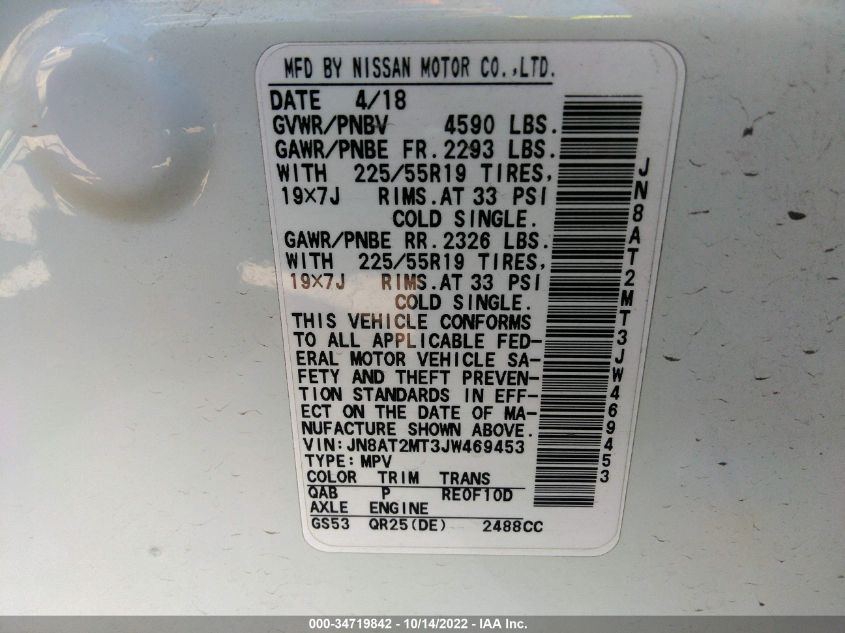 MFD BY NISSAN MOTOR CO.,LTD.
DATE 4/18
GVWR/PNBV 4590 LBS.
GAWR/PNBE FR. 2293 LBS.
WITH 225/55R19 TIRES,
19×7J RIMS. AT 33 PSI
COLD SINGLE.
GAWR/PNBE RR. 2326 LBS.
WITH 225/55R19 TIRES,
19×7J RIMS. AT 33 PSI
COLD SINGLE.
THIS VEHICLE CONFORMS
TO ALL APPLICABLE FED-
ERAL MOTOR VEHICLE SA-
FETY AND THEFT PREVEN-
TION STANDARDS IN EFF-
ECT ON THE DATE OF MA-
NUFACTURE SHOWN ABOVE.
VIN:JN8AT2MT3JW469453
TYPE:MPV
COLOR TRIM TRANS
QAB P RE0F10D
AXLE ENGINE
GS53 QR25(DE) 2488CC
JN8AT2MT3JW469453
000-34719842 - 10/14/2022 - IAA Inc.